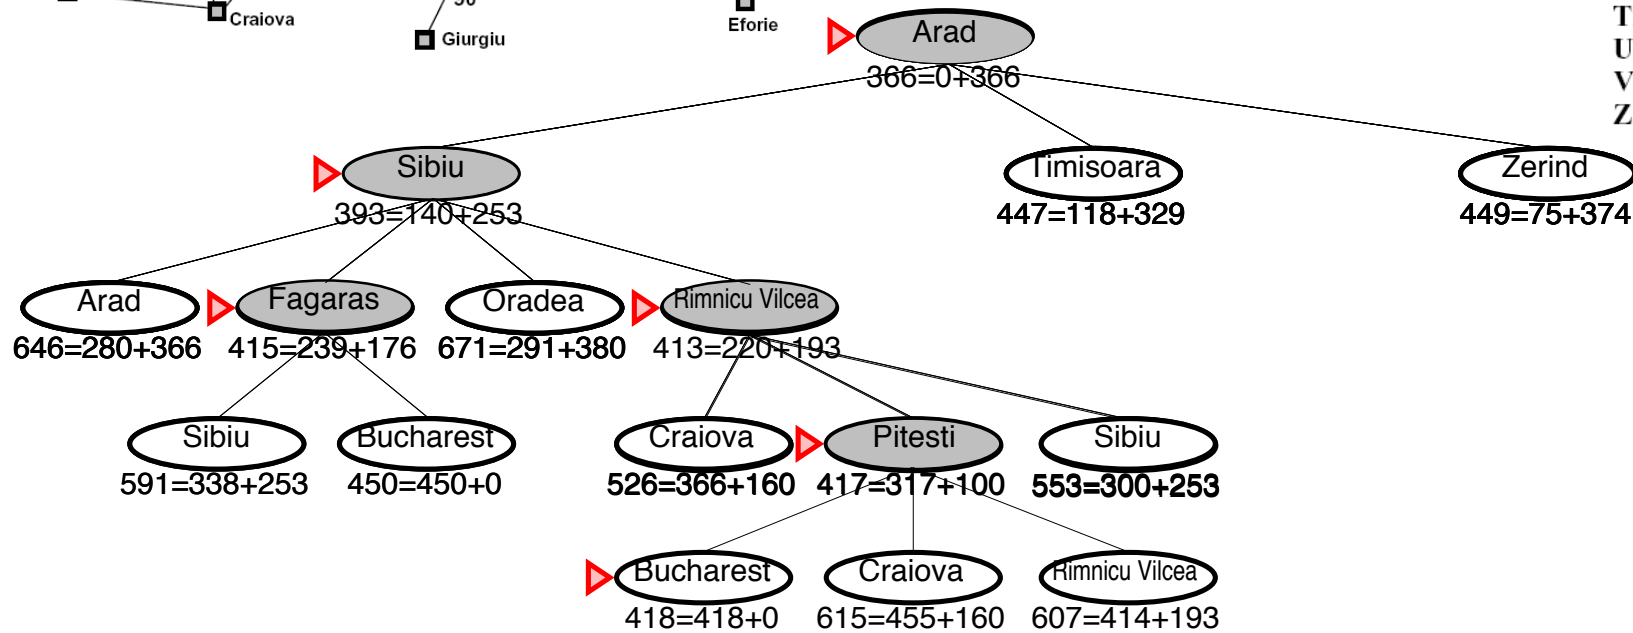 Craiova
Giurgiu
Eforie
T
U
V
Z
Arad
366=0+366
Sibiu
393=140+253
Timisoara
447=118+329
Zerind
449=75+374
Arad
646=280+366
Fagaras
415=239+176
Oradea
671=291+380
Rimnicu Vilcea
413=220+193
Sibiu
591=338+253
Bucharest
450=450+0
Craiova
526=366+160
Pitesti
417=317+100
Sibiu
553=300+253
Bucharest
418=418+0
Craiova
615=455+160
Rimnicu Vilcea
607=414+193